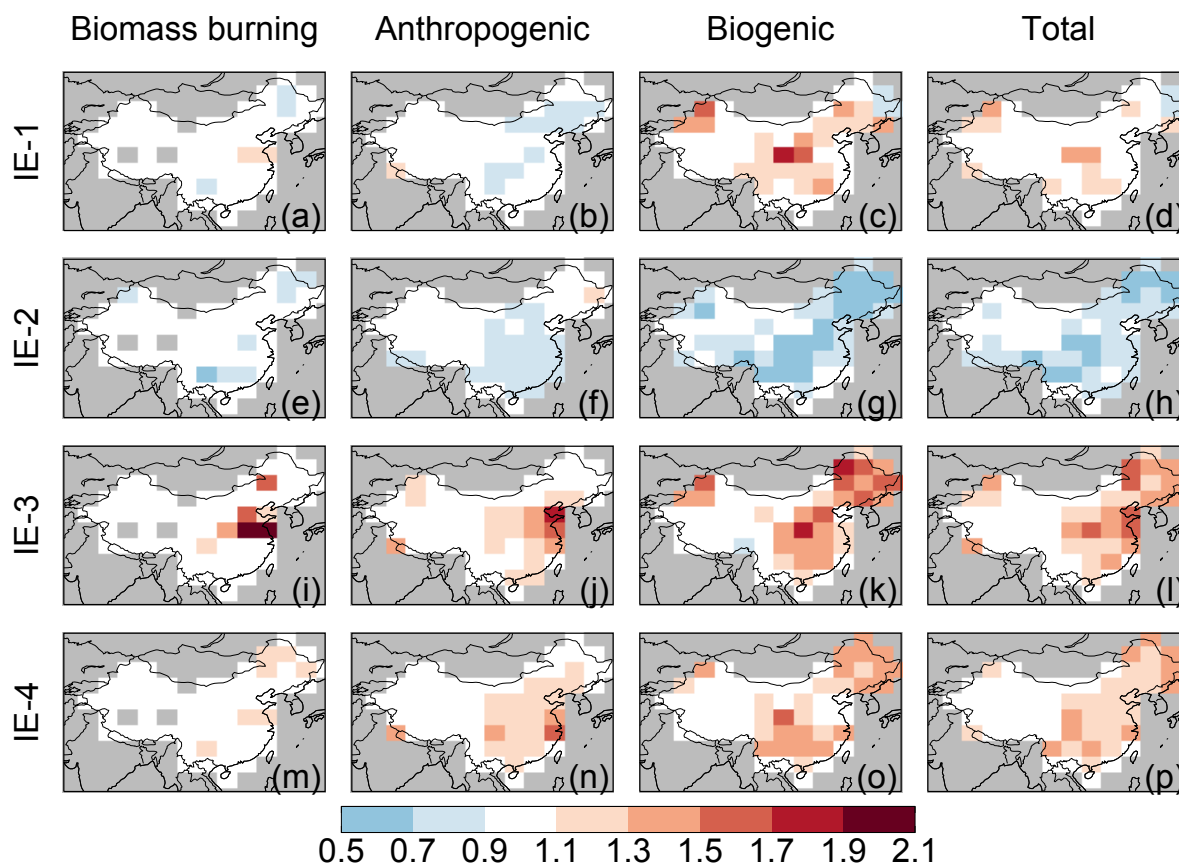 Biomass burning Anthropogenic Biogenic Total
IE-1
(a) (b) (c) (d)
IE-2
(e) (f) (g) (h)
IE-3
(i) (j) (k) (l)
IE-4
(m) (n) (o) (p)
0.5 0.7 0.9 1.1 1.3 1.5 1.7 1.9 2.1